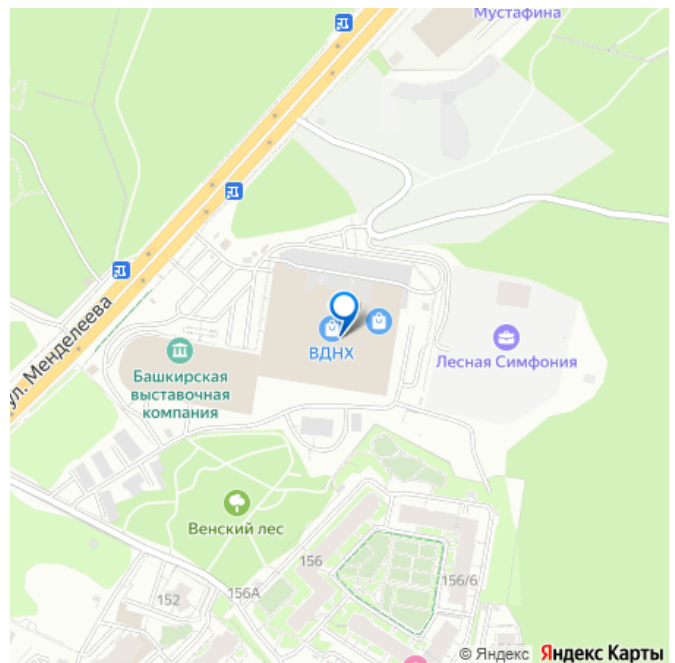 Мустафина
ул. Менделеева
ВДНХ
Лесная Симфония
Башкирская
выставочная
компания
Венский лес
156
156/6
156А
152
© Яндекс Яндекс Карты